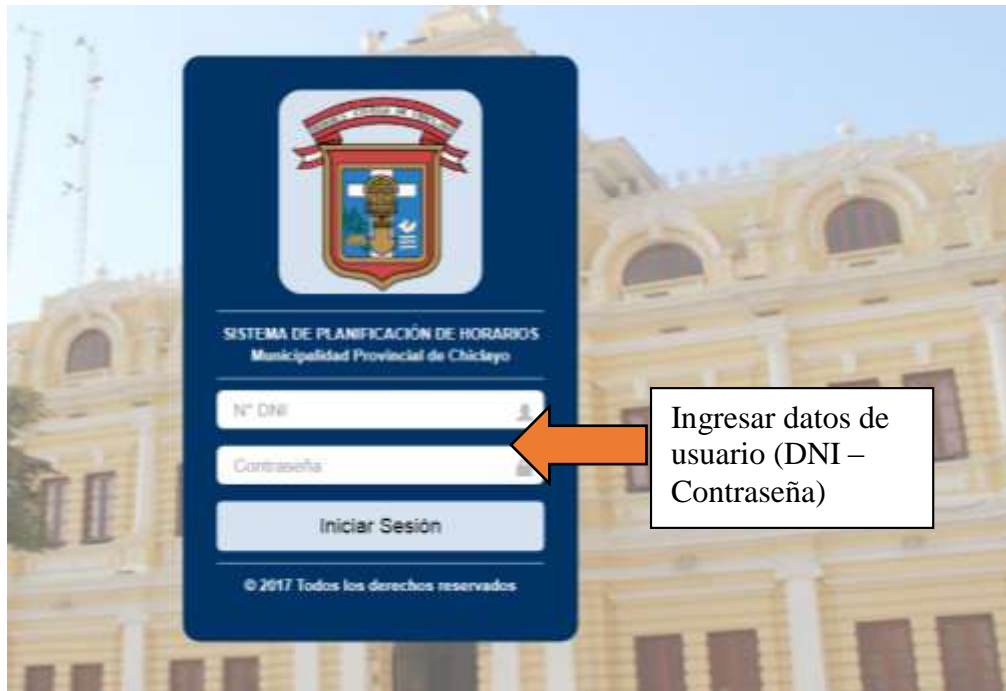 SISTEMA DE PLANIFICACIÓN DE HORARIOS
Municipalidad Provincial de Chiclayo
N° DNI
Contraseña
Iniciar Sesión
© 2017 Todos los derechos reservados
Ingresar datos de
usuario (DNI –
Contraseña)